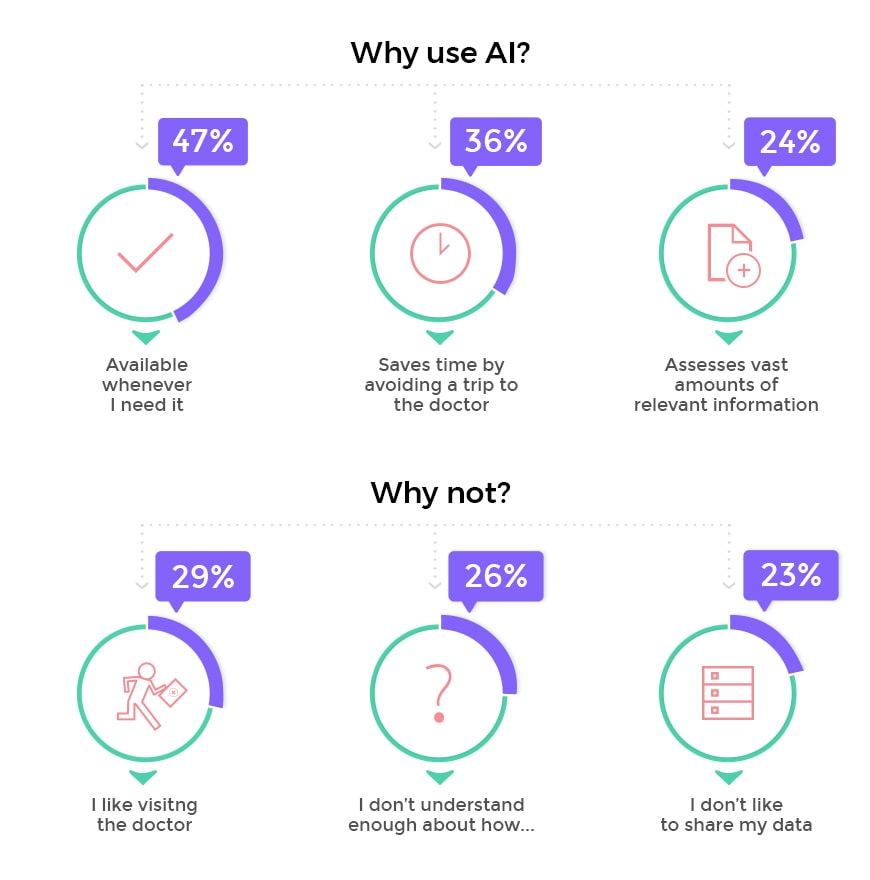 Why use AI?
47%
36%
24%
Available
whenever
I need it
Saves time by
avoiding a trip to
the doctor
Assesses vast
amounts of
relevant information
Why not?
29%
26%
23%
I like visitng
the doctor
I don't understand
enough about how...
I don't like
to share my data